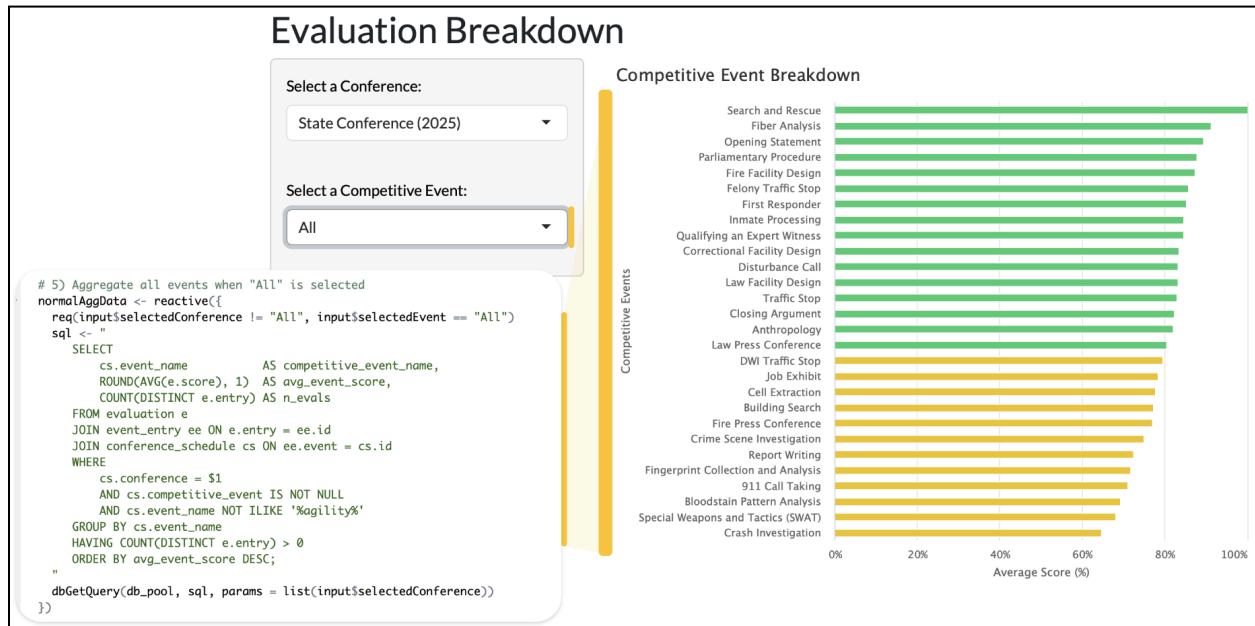 Evaluation Breakdown
Select a Conference:
State Conference (2025)
Select a Competitive Event:
All
# 5) Aggregate all events when "All" is selected
normalAggData <- reactive({
  req(input$selectedConference != "All", input$selectedEvent == "All")
  sql <- "
     SELECT
         cs.event_name           AS competitive_event_name,
         ROUND(AVG(e.score), 1)  AS avg_event_score,
         COUNT(DISTINCT e.entry) AS n_evals
     FROM evaluation e
     JOIN event_entry ee ON e.entry = ee.id
     JOIN conference_schedule cs ON ee.event = cs.id
     WHERE
         cs.conference = $1
         AND cs.competitive_event IS NOT NULL
         AND cs.event_name NOT ILIKE '%agility%'
     GROUP BY cs.event_name
     HAVING COUNT(DISTINCT e.entry) > 0
     ORDER BY avg_event_score DESC;
  "
  dbGetQuery(db_pool, sql, params = list(input$selectedConference))
})
Competitive Event Breakdown
Competitive Events
Search and Rescue
Fiber Analysis
Opening Statement
Parliamentary Procedure
Fire Facility Design
Felony Traffic Stop
First Responder
Inmate Processing
Qualifying an Expert Witness
Correctional Facility Design
Disturbance Call
Law Facility Design
Traffic Stop
Closing Argument
Anthropology
Law Press Conference
DWI Traffic Stop
Job Exhibit
Cell Extraction
Building Search
Fire Press Conference
Crime Scene Investigation
Report Writing
Fingerprint Collection and Analysis
911 Call Taking
Bloodstain Pattern Analysis
Special Weapons and Tactics (SWAT)
Crash Investigation
0% 20% 40% 60% 80% 100%
Average Score (%)